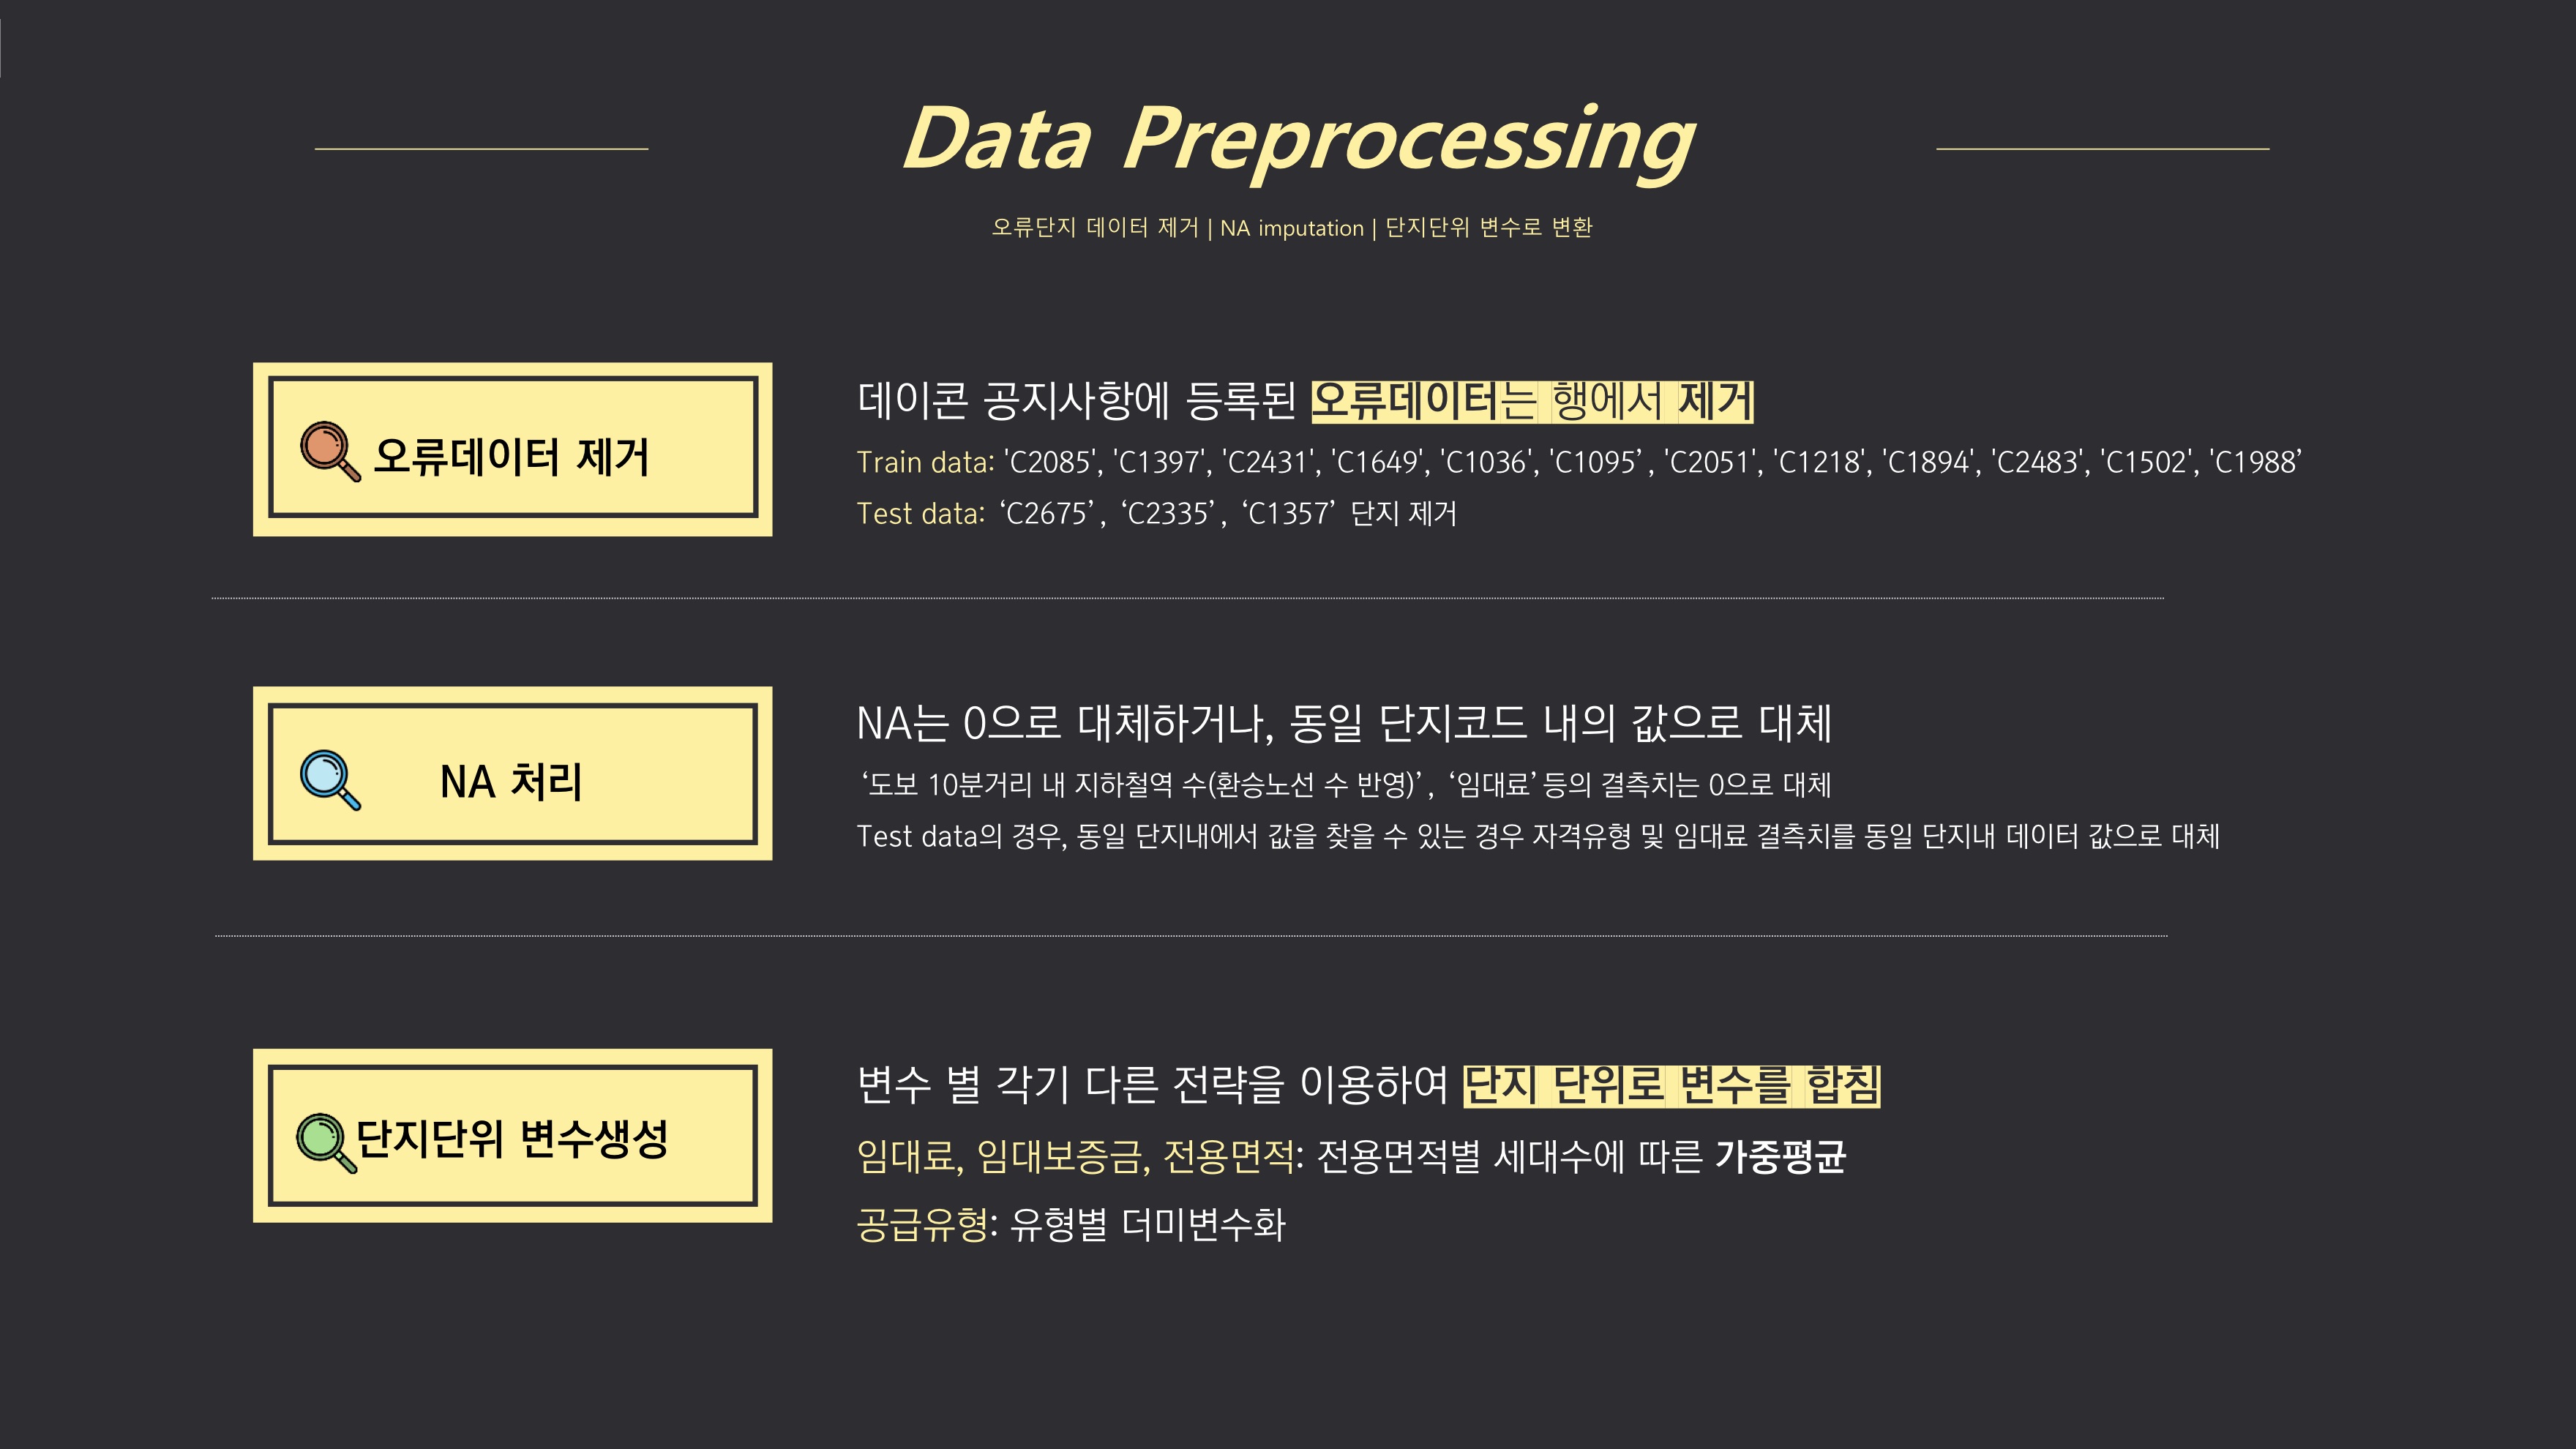 Data Preprocessing
오류단지 데이터 제거 | NA imputation | 단지단위 변수로 변환
오류데이터 제거
데이콘 공지사항에 등록된 오류데이터는 행에서 제거
Train data: 'C2085', 'C1397', 'C2431', 'C1649', 'C1036', 'C1095’, 'C2051', 'C1218', 'C1894', 'C2483', 'C1502', 'C1988’
Test data: ‘C2675’, ‘C2335’, ‘C1357’ 단지 제거
NA 처리
NA는 0으로 대체하거나, 동일 단지코드 내의 값으로 대체
‘도보 10분거리 내 지하철역 수(환승노선 수 반영)’, ‘임대료’ 등의 결측치는 0으로 대체
Test data의 경우, 동일 단지내에서 값을 찾을 수 있는 경우 자격유형 및 임대료 결측치를 동일 단지내 데이터 값으로 대체
단지단위 변수생성
변수 별 각기 다른 전략을 이용하여 단지 단위로 변수를 합침
임대료, 임대보증금, 전용면적: 전용면적별 세대수에 따른 가중평균
공급유형: 유형별 더미변수화